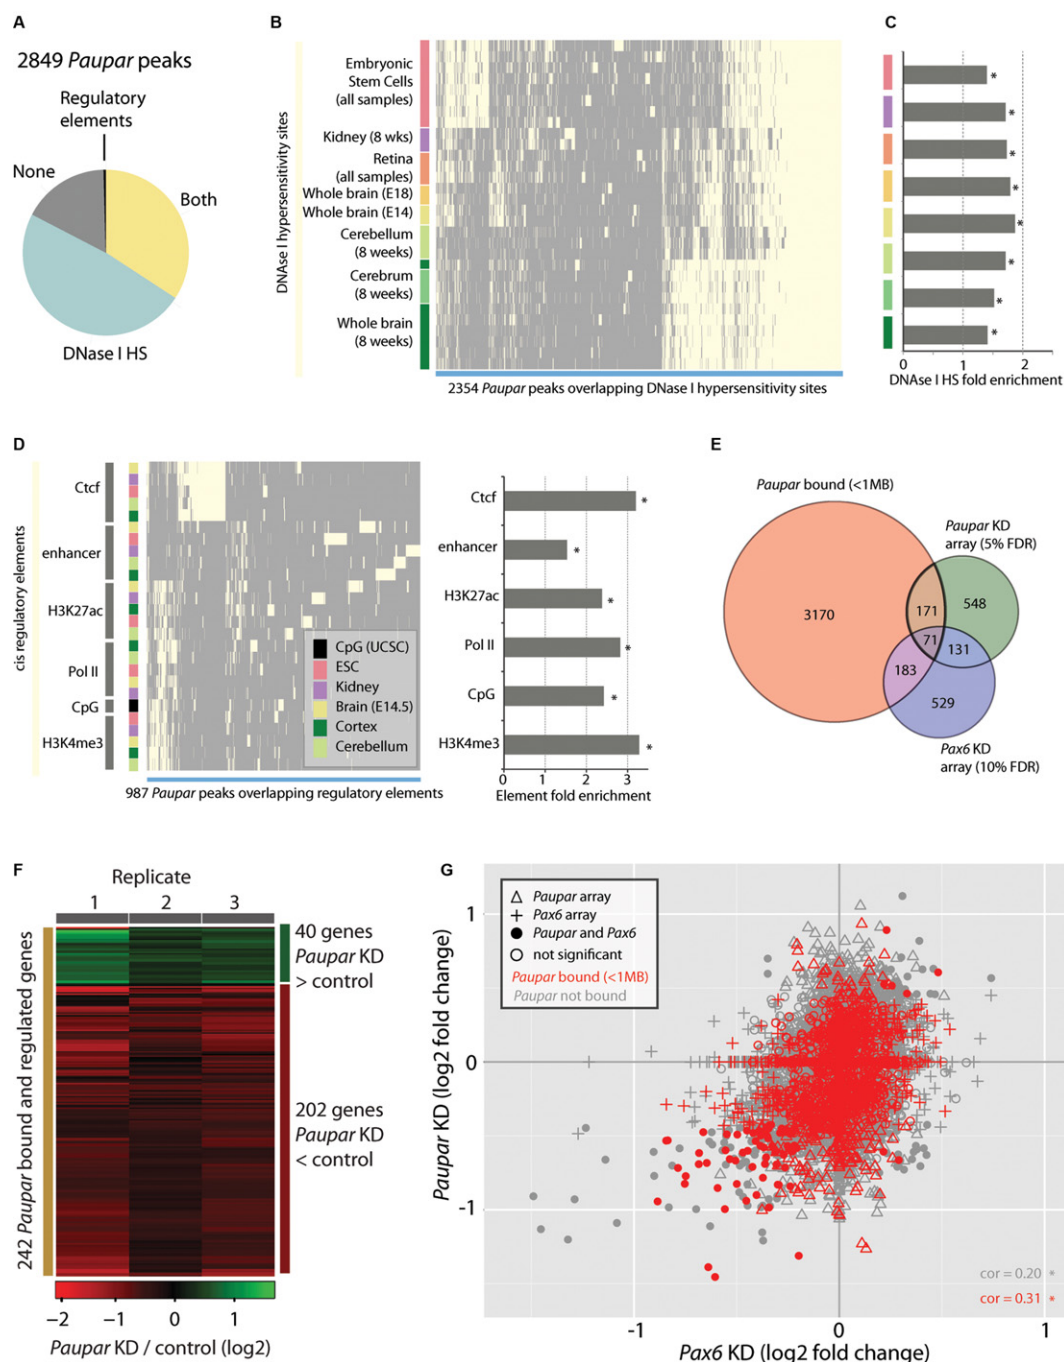 A
2849 Paupar peaks
Regulatory
elements
None
Both
DNase I HS
B
DNAse I hypersensitivity sites
Embryonic
Stem Cells
(all samples)
Kidney (8 wks)
Retina
(all samples)
Whole brain (E18)
Whole brain (E14)
Cerebellum
(8 weeks)
Cerebrum
(8 weeks)
Whole brain
(8 weeks)
2354 Paupar peaks overlapping DNase I hypersensitivity sites
C
*
*
*
*
*
*
*
*
0 1 2
DNAse I HS fold enrichment
D
cis regulatory elements
Ctcf
enhancer
H3K27ac
Pol II
CpG
H3K4me3
CpG (UCSC)
ESC
Kidney
Brain (E14.5)
Cortex
Cerebellum
987 Paupar peaks overlapping regulatory elements
Ctcf *
enhancer *
H3K27ac *
Pol II *
CpG *
H3K4me3 *
0 1 2 3
Element fold enrichment
E
Paupar bound (<1MB)
Paupar KD
array (5% FDR)
3170
171
548
71
131
183
529
Pax6 KD
array (10% FDR)
F
Replicate
1 2 3
242 Paupar bound and regulated genes
40 genes
Paupar KD
> control
202 genes
Paupar KD
< control
-2 -1 0 1
Paupar KD / control (log2)
G
Paupar array
Pax6 array
Paupar and Pax6
not significant
Paupar bound (<1MB)
Paupar not bound
Paupar KD (log2 fold change)
1
0
-1
cor = 0.20 *
cor = 0.31 *
-1 0 1
Pax6 KD (log2 fold change)